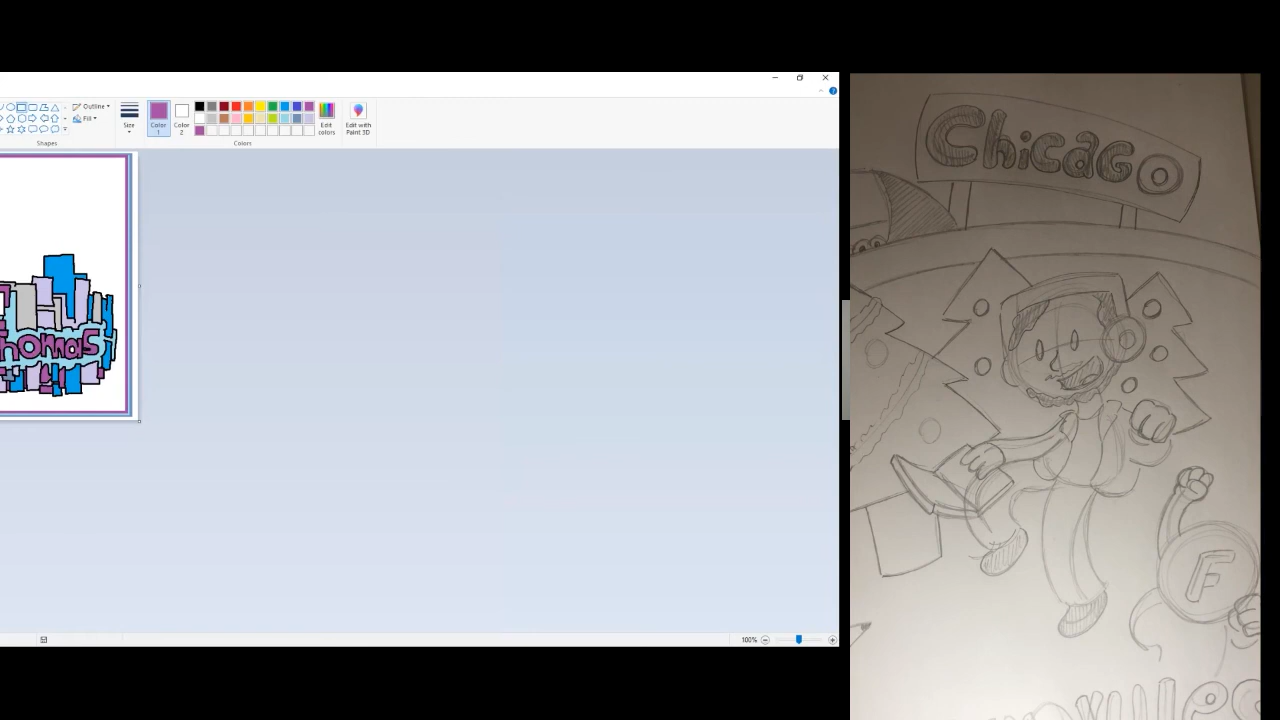 Outline
Fill
Shapes
Size
Color
1
Color
2
Edit
colors
Edit with
Paint 3D
Colors
homas
100%
Chicago
F